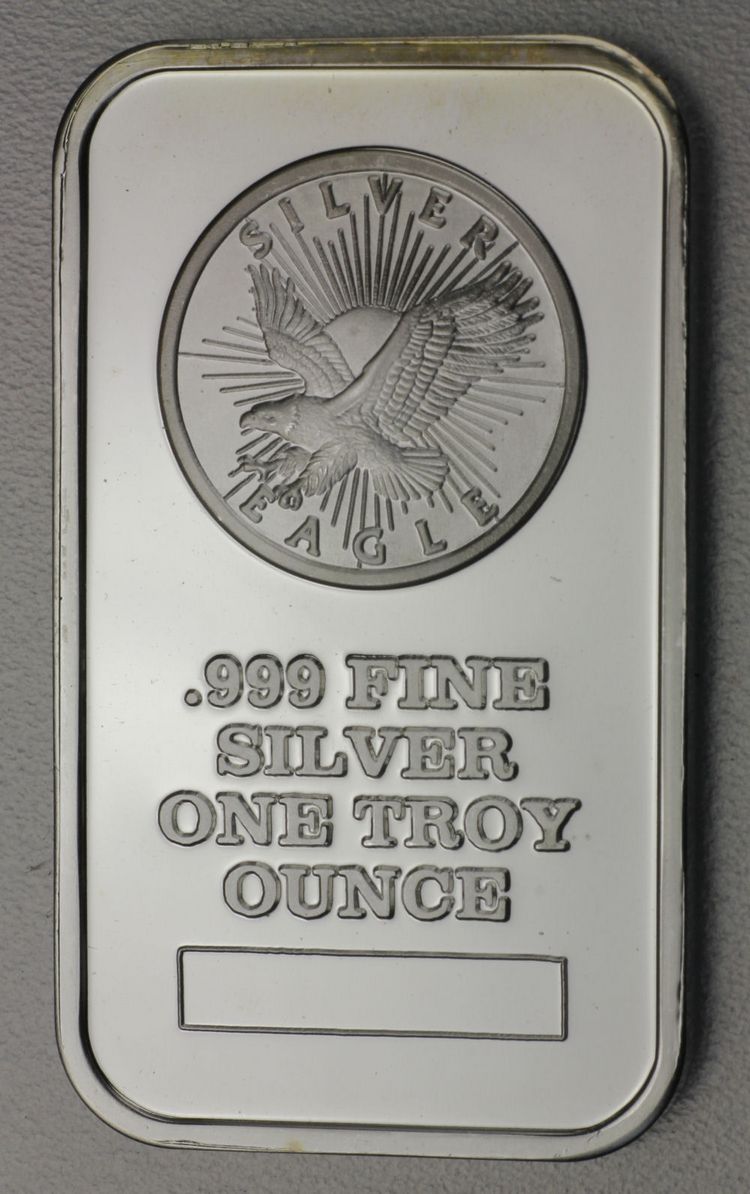 SILVER
EAGLE
.999 FINE
SILVER
ONE TROY
OUNCE